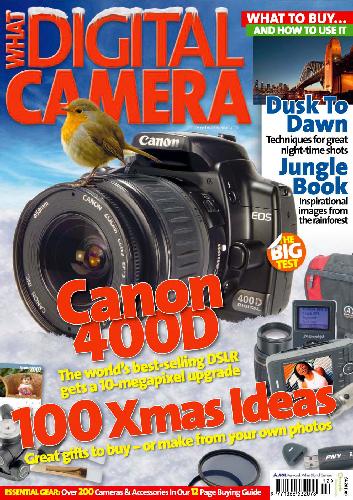 WHAT DIGITAL
CAMERA
WHAT TO BUY...
AND HOW TO USE IT
Dusk To
Dawn
Techniques for great
night-time shots
Jungle
Book
Inspirational
images from
the rainforest
Canon
EOS
400D
DIGITAL
THE
BIG
TEST
Canon
400D
The world's best-selling DSLR
gets a 10-megapixel upgrade
100 Xmas Ideas
Great gifts to buy – or make from your own photos
PNY
ESSENTIAL GEAR: Over 200 Cameras & Accessories In Our 12 Page Buying Guide